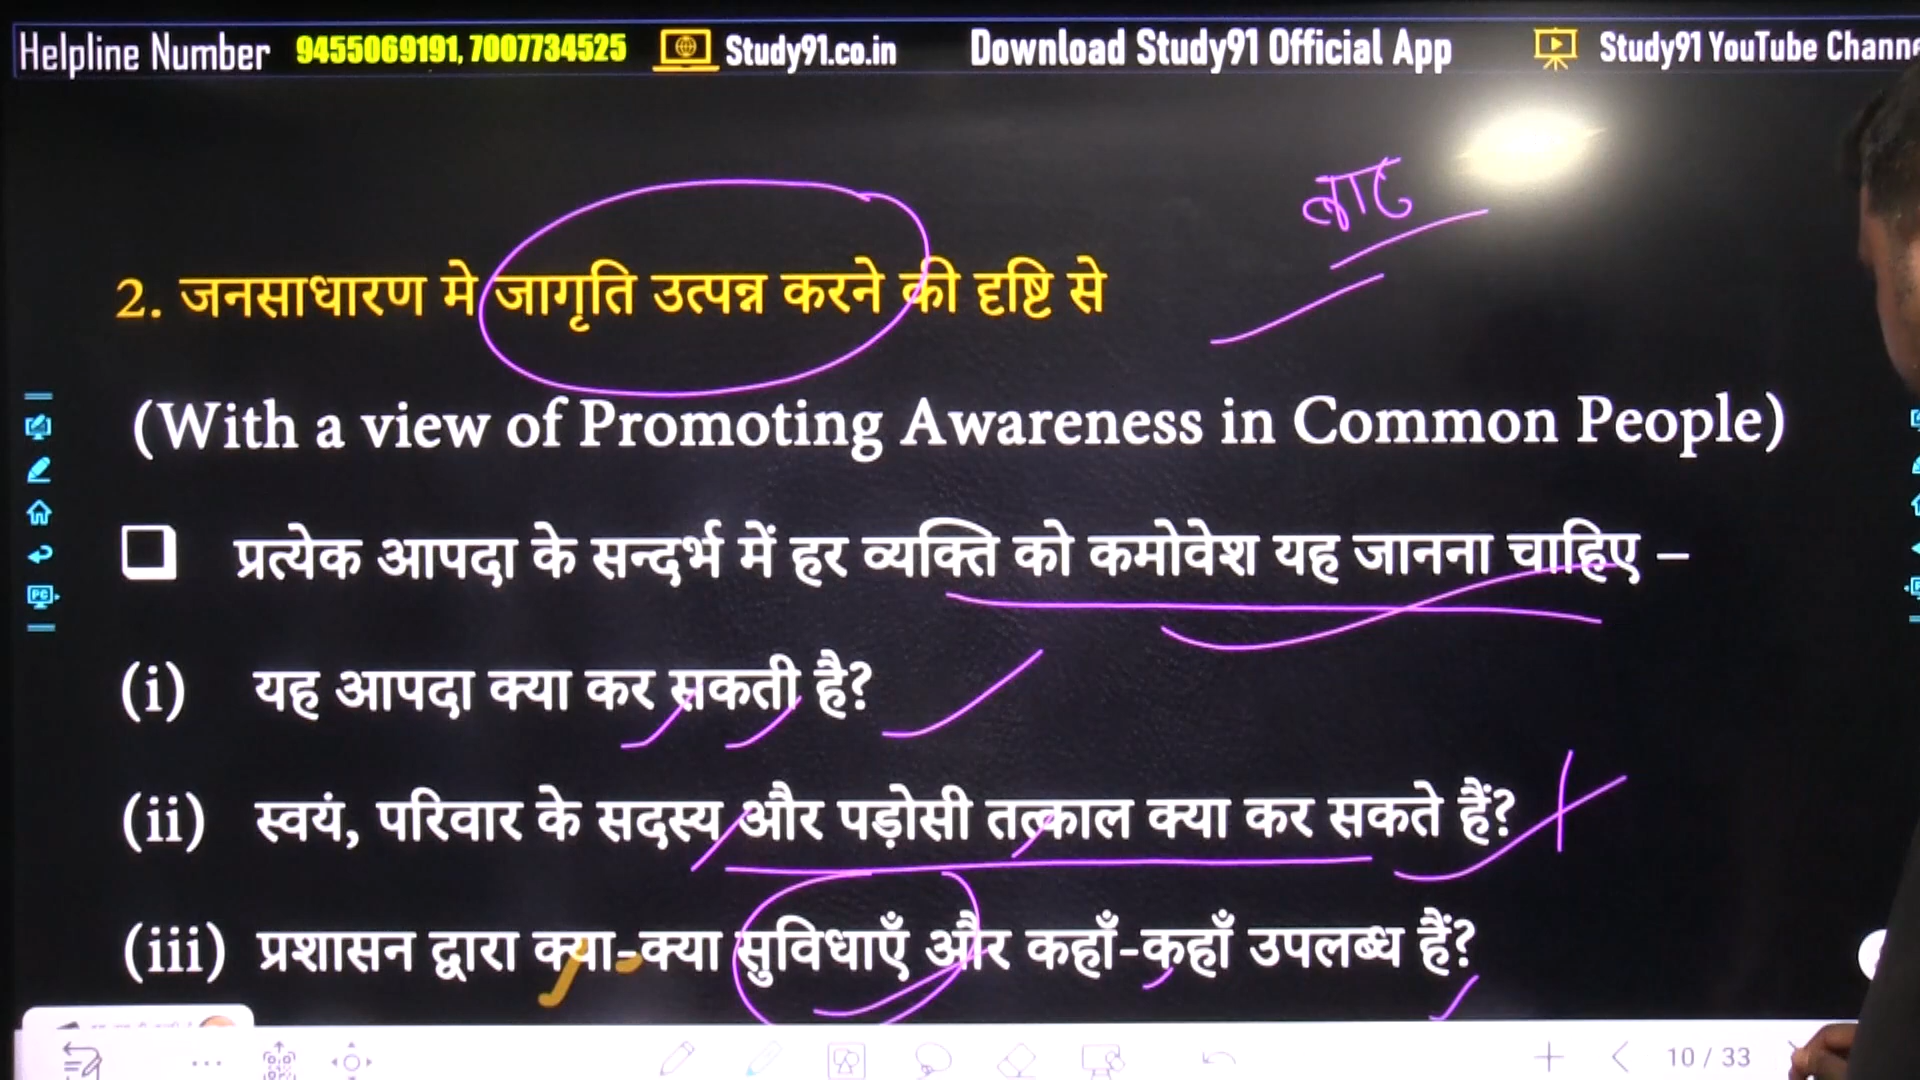 Helpline Number 9455069191, 7007734525 Study91.co.in Download Study91 Official App Study91 YouTube Channe
2. जनसाधारण मे जागृति उत्पन्न करने की दृष्टि से
(With a view of Promoting Awareness in Common People)
प्रत्येक आपदा के सन्दर्भ में हर व्यक्ति को कमोवेश यह जानना चाहिए –
(i) यह आपदा क्या कर सकती है?
(ii) स्वयं, परिवार के सदस्य और पड़ोसी तत्काल क्या कर सकते हैं?
(iii) प्रशासन द्वारा क्या-क्या सुविधाएँ और कहाँ-कहाँ उपलब्ध हैं?
10 / 33